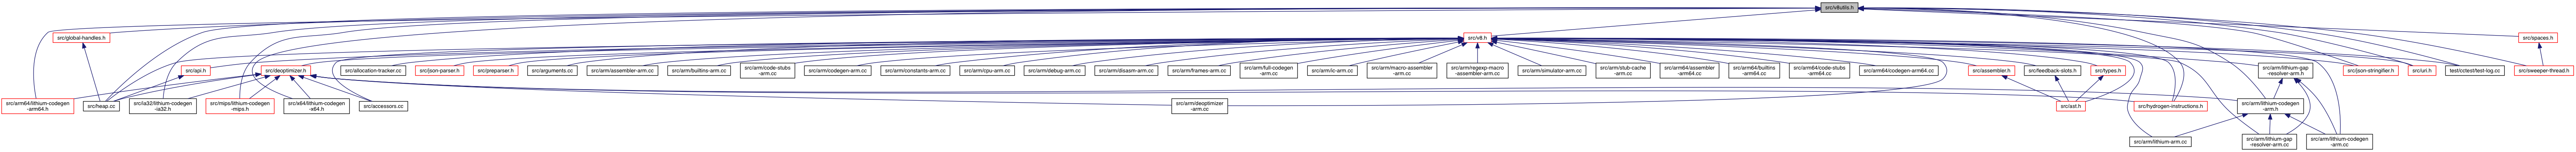 src/v8utils.h
src/global-handles.h
src/v8.h
src/spaces.h
src/api.h
src/deoptimizer.h
src/allocation-tracker.cc
src/json-parser.h
src/preparser.h
src/arguments.cc
src/arm/assembler-arm.cc
src/arm/builtins-arm.cc
src/arm/code-stubs
-arm.cc
src/arm/codegen-arm.cc
src/arm/constants-arm.cc
src/arm/cpu-arm.cc
src/arm/debug-arm.cc
src/arm/disasm-arm.cc
src/arm/frames-arm.cc
src/arm/full-codegen
-arm.cc
src/arm/ic-arm.cc
src/arm/macro-assembler
-arm.cc
src/arm/regexp-macro
-assembler-arm.cc
src/arm/simulator-arm.cc
src/arm/stub-cache
-arm.cc
src/arm64/assembler
-arm64.cc
src/arm64/builtins
-arm64.cc
src/arm64/code-stubs
-arm64.cc
src/arm64/codegen-arm64.cc
src/assembler.h
src/feedback-slots.h
src/types.h
src/arm/lithium-gap
-resolver-arm.h
src/json-stringifier.h
src/uri.h
test/cctest/test-log.cc
src/sweeper-thread.h
src/arm64/lithium-codegen
-arm64.h
src/heap.cc
src/ia32/lithium-codegen
-ia32.h
src/mips/lithium-codegen
-mips.h
src/x64/lithium-codegen
-x64.h
src/accessors.cc
src/arm/deoptimizer
-arm.cc
src/ast.h
src/hydrogen-instructions.h
src/arm/lithium-codegen
-arm.h
src/arm/lithium-arm.cc
src/arm/lithium-gap
-resolver-arm.cc
src/arm/lithium-codegen
-arm.cc